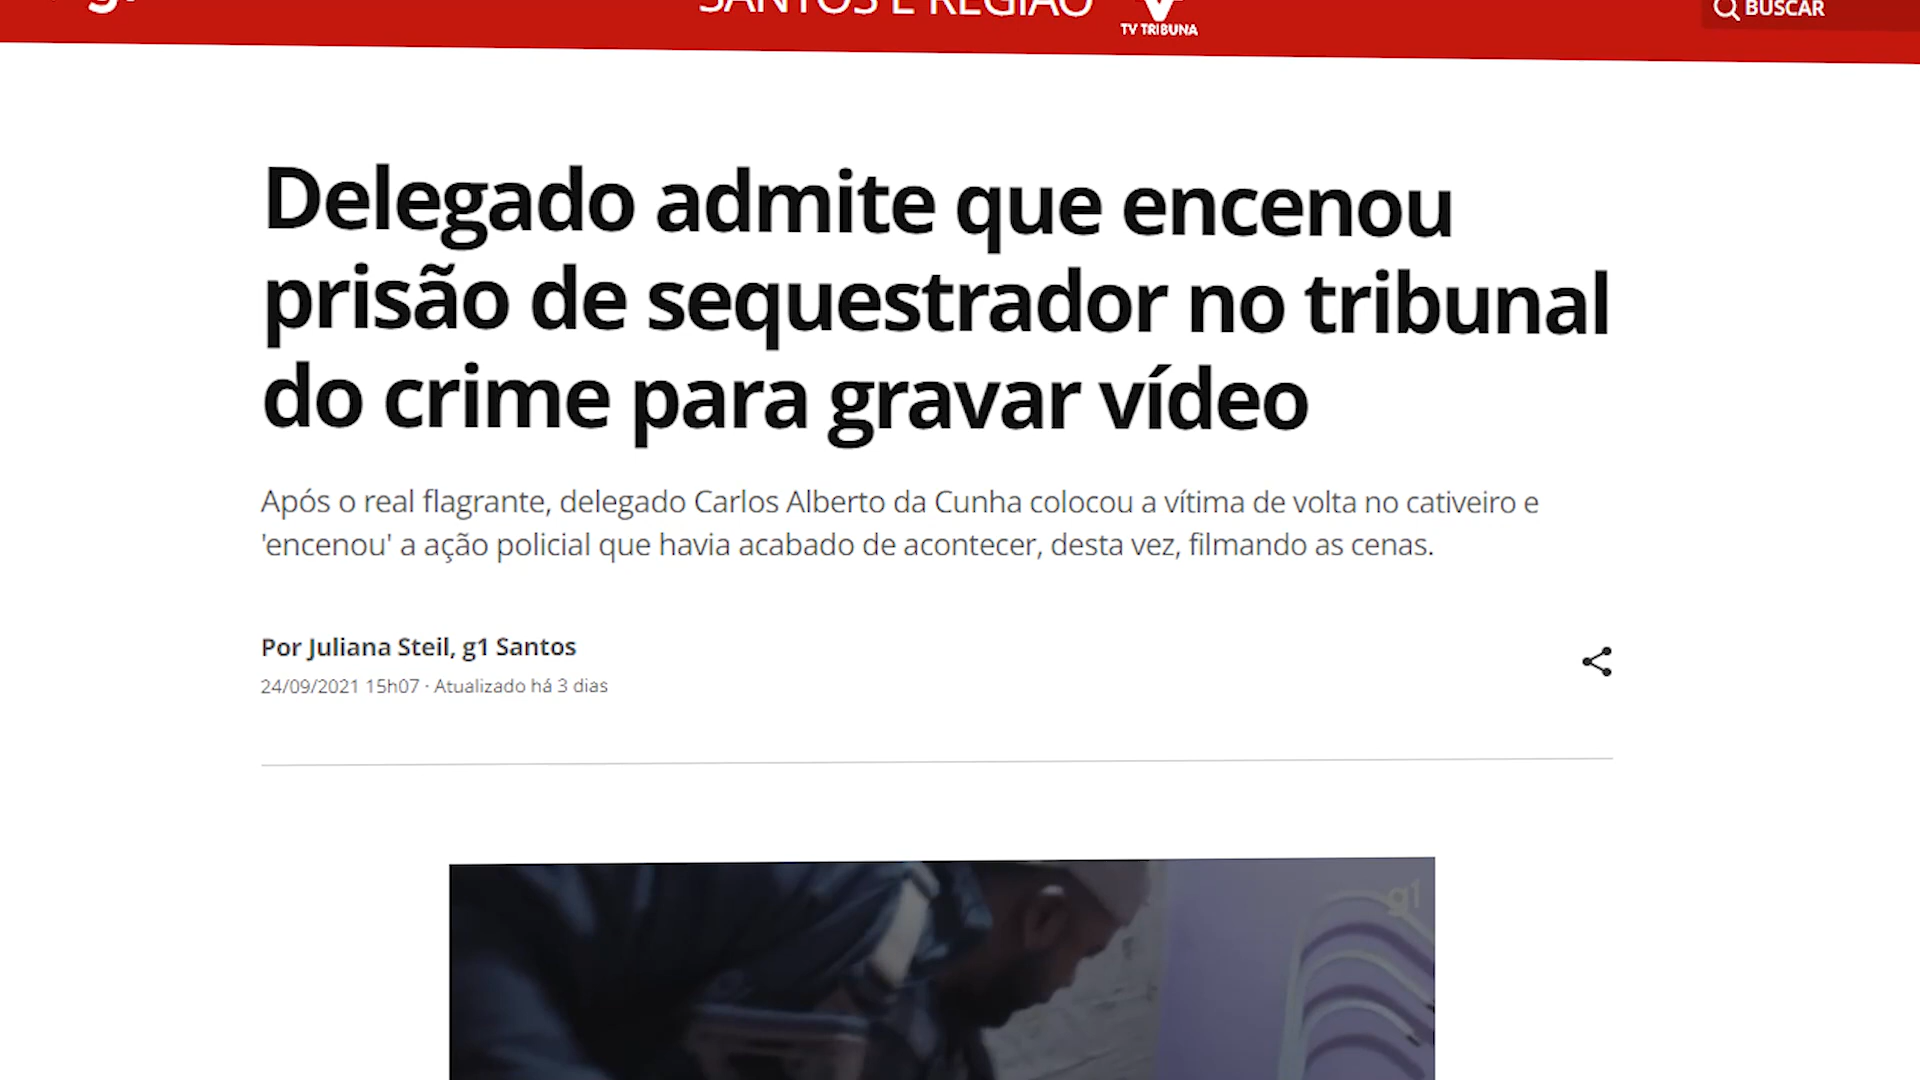 g1
SANTOS E REGIÃO
TV TRIBUNA
BUSCAR
Delegado admite que encenou
prisão de sequestrador no tribunal
do crime para gravar vídeo
Após o real flagrante, delegado Carlos Alberto da Cunha colocou a vítima de volta no cativeiro e
'encenou' a ação policial que havia acabado de acontecer, desta vez, filmando as cenas.
Por Juliana Steil, g1 Santos
24/09/2021 15h07 · Atualizado há 3 dias
g1